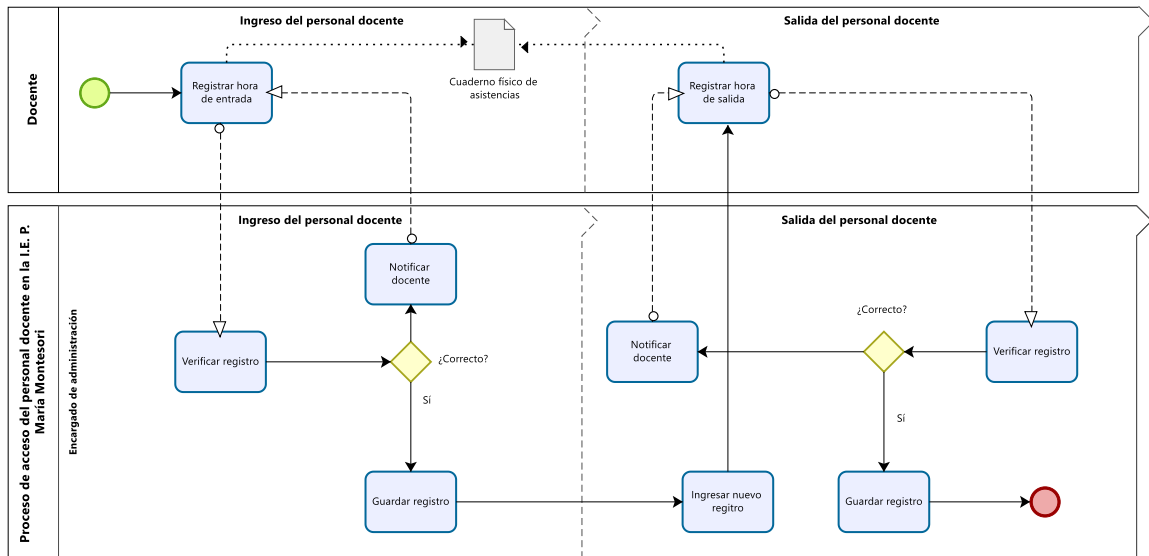 Ingreso del personal docente
Salida del personal docente
Docente
Registrar hora
de entrada
Cuaderno físico de
asistencias
Registrar hora
de salida
Proceso de acceso del personal docente en la I.E. P.
María Montesori
Encargado de administración
Ingreso del personal docente
Salida del personal docente
Notificar
docente
Verificar registro
¿Correcto?
Sí
Guardar registro
Notificar
docente
¿Correcto?
Verificar registro
Sí
Ingresar nuevo
regitro
Guardar registro